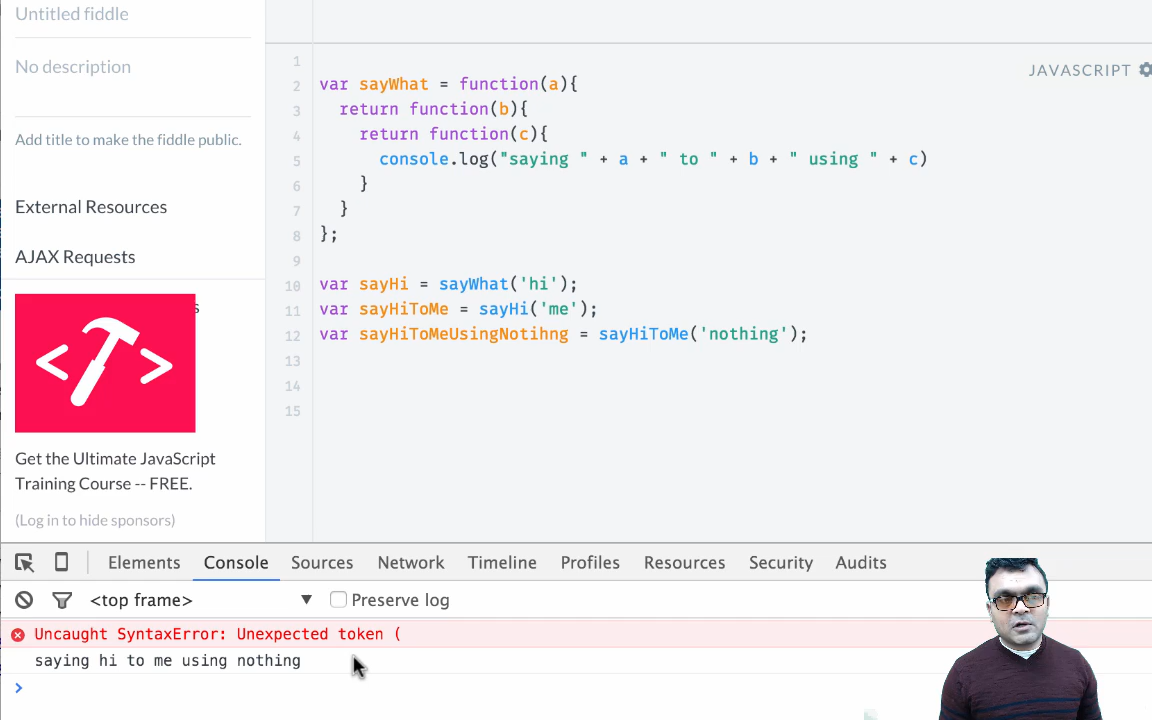 Untitled fiddle
No description
Add title to make the fiddle public.
External Resources
AJAX Requests
s
Get the Ultimate JavaScript
Training Course -- FREE.
(Log in to hide sponsors)
JAVASCRIPT
1
2 var sayWhat = function(a){
3 return function(b){
4 return function(c){
5 console.log("saying " + a + " to " + b + " using " + c)
6 }
7 }
8 };
9
10 var sayHi = sayWhat('hi');
11 var sayHiToMe = sayHi('me');
12 var sayHiToMeUsingNotihng = sayHiToMe('nothing');
13
14
15
Elements Console Sources Network Timeline Profiles Resources Security Audits
<top frame> ▼ Preserve log
Uncaught SyntaxError: Unexpected token (
saying hi to me using nothing
>